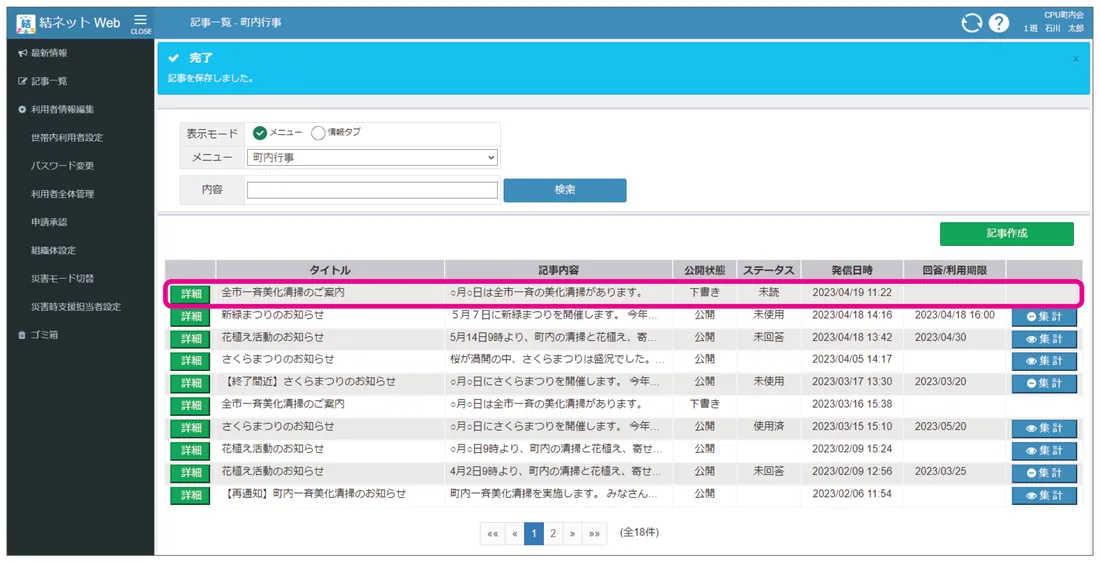 結 結ネット Web CLOSE 記事一覧 - 町内行事 ? CPU町内会
1班 石川 太郎
最新情報
記事一覧
利用者情報編集
世帯内利用者設定
パスワード変更
利用者全体管理
申請承認
組織体設定
災害モード切替
災害時支援担当者設定
ゴミ箱
完了 x
記事を保存しました。
表示モード メニュー 情報タブ
メニュー 町内行事
内容 検索
記事作成
タイトル 記事内容 公開状態 ステータス 発信日時 回答/利用期限
詳細 全市一斉美化清掃のご案内 ○月○日は全市一斉の美化清掃があります。 下書き 未読 2023/04/19 11:22
詳細 新緑まつりのお知らせ 5月7日に新緑まつりを開催します。 今年... 公開 未使用 2023/04/18 14:16 2023/04/18 16:00 集計
詳細 花植え活動のお知らせ 5月14日9時より、町内の清掃と花植え、寄... 公開 未回答 2023/04/18 13:42 2023/04/30 集計
詳細 さくらまつりのお知らせ 桜が満開の中、さくらまつりは盛況でした。... 公開 2023/04/05 14:17 集計
詳細 【終了間近】さくらまつりのお知らせ ○月○日にさくらまつりを開催します。 今年... 公開 未使用 2023/03/17 13:30 2023/03/20 集計
詳細 全市一斉美化清掃のご案内 ○月○日は全市一斉の美化清掃があります。 下書き 2023/03/16 15:38
詳細 さくらまつりのお知らせ ○月○日にさくらまつりを開催します。 今年... 公開 使用済 2023/03/15 15:10 2023/05/20 集計
詳細 花植え活動のお知らせ ○月○日9時より、町内の清掃と花植え、寄せ... 公開 2023/02/09 15:24 集計
詳細 花植え活動のお知らせ 4月2日9時より、町内の清掃と花植え、寄せ... 公開 未回答 2023/02/09 12:56 2023/03/25 集計
詳細 【再通知】町内一斉美化清掃のお知らせ 町内一斉美化清掃を実施します。 みなさん... 公開 2023/02/06 11:54 集計
«« « 1 2 » »» (全18件)